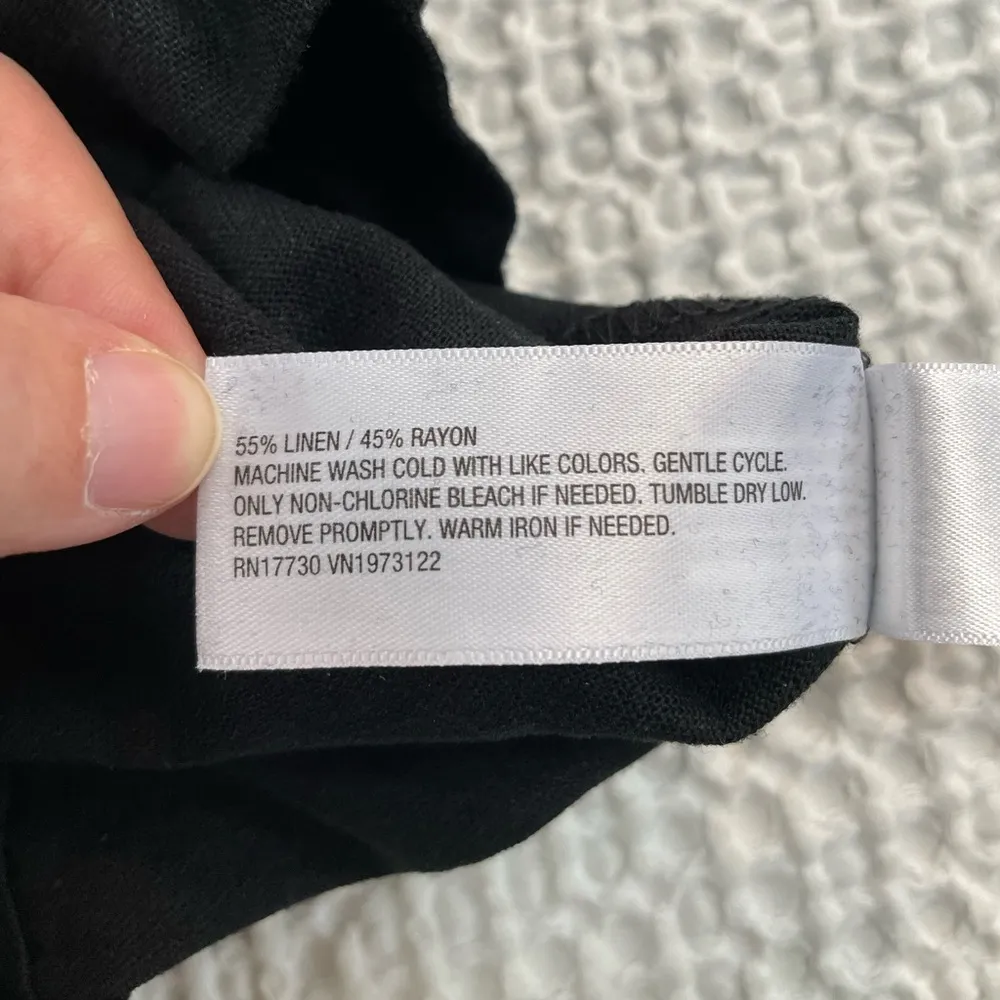 55% LINEN / 45% RAYON
MACHINE WASH COLD WITH LIKE COLORS. GENTLE CYCLE.
ONLY NON-CHLORINE BLEACH IF NEEDED. TUMBLE DRY LOW.
REMOVE PROMPTLY. WARM IRON IF NEEDED.
RN17730 VN1973122